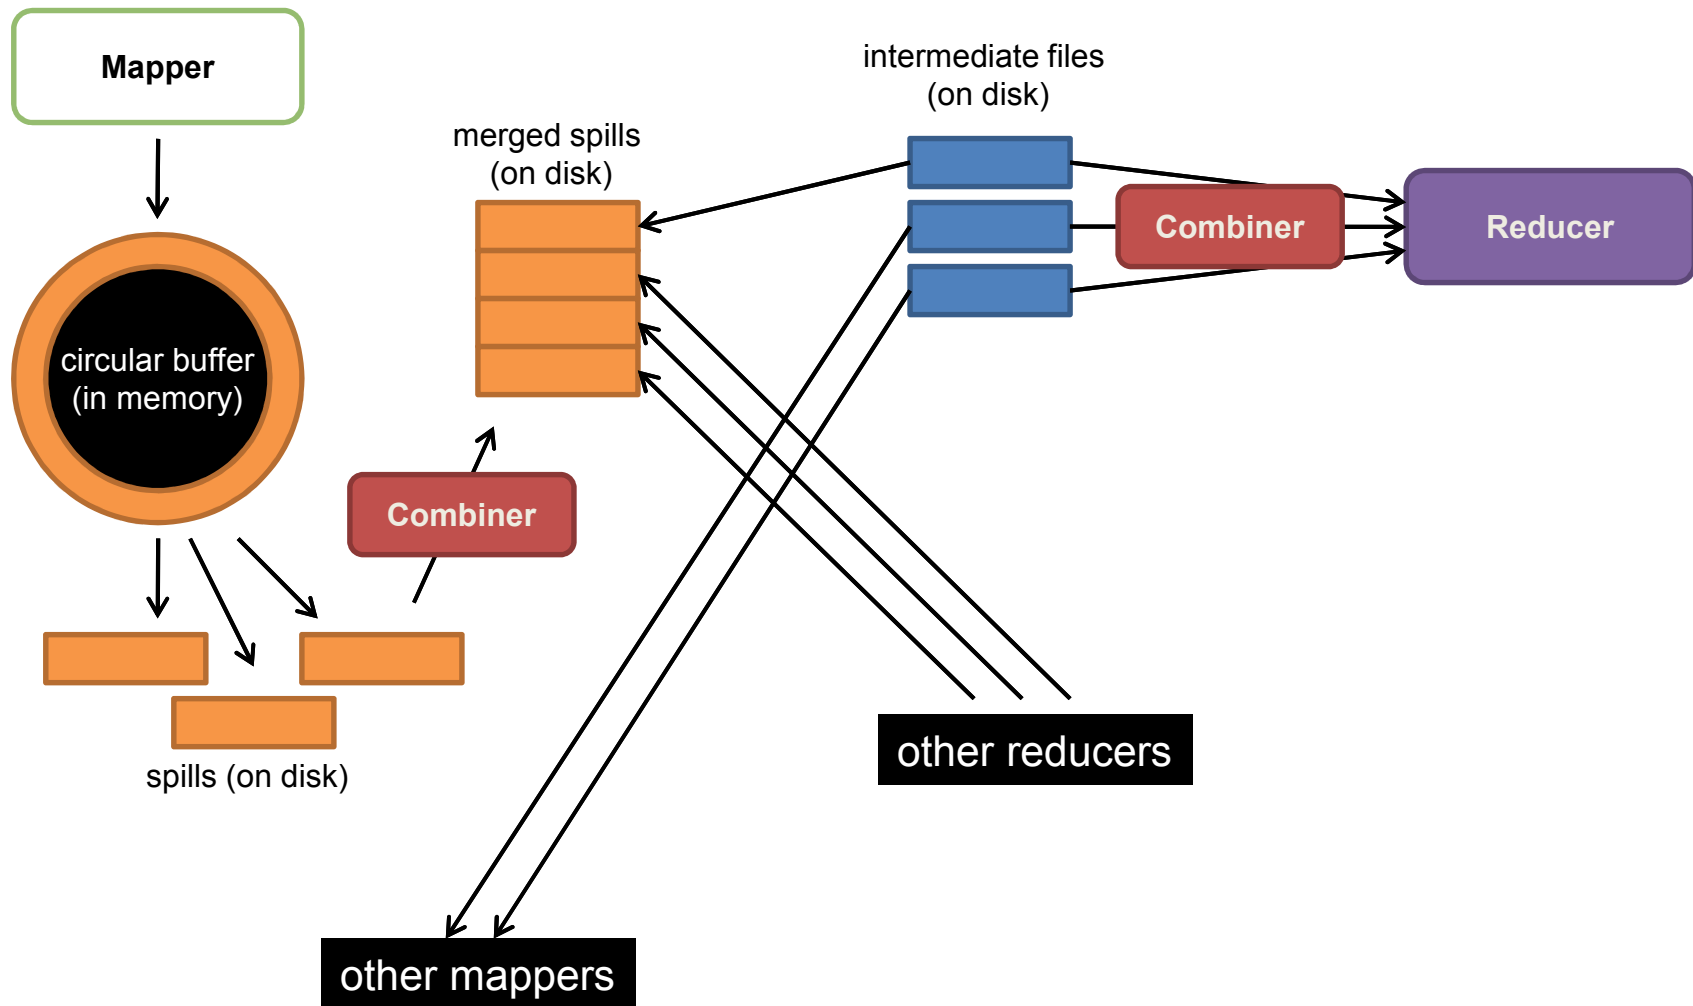 Mapper
intermediate files
(on disk)
merged spills
(on disk)
Combiner
Reducer
circular buffer
(in memory)
Combiner
other reducers
spills (on disk)
other mappers